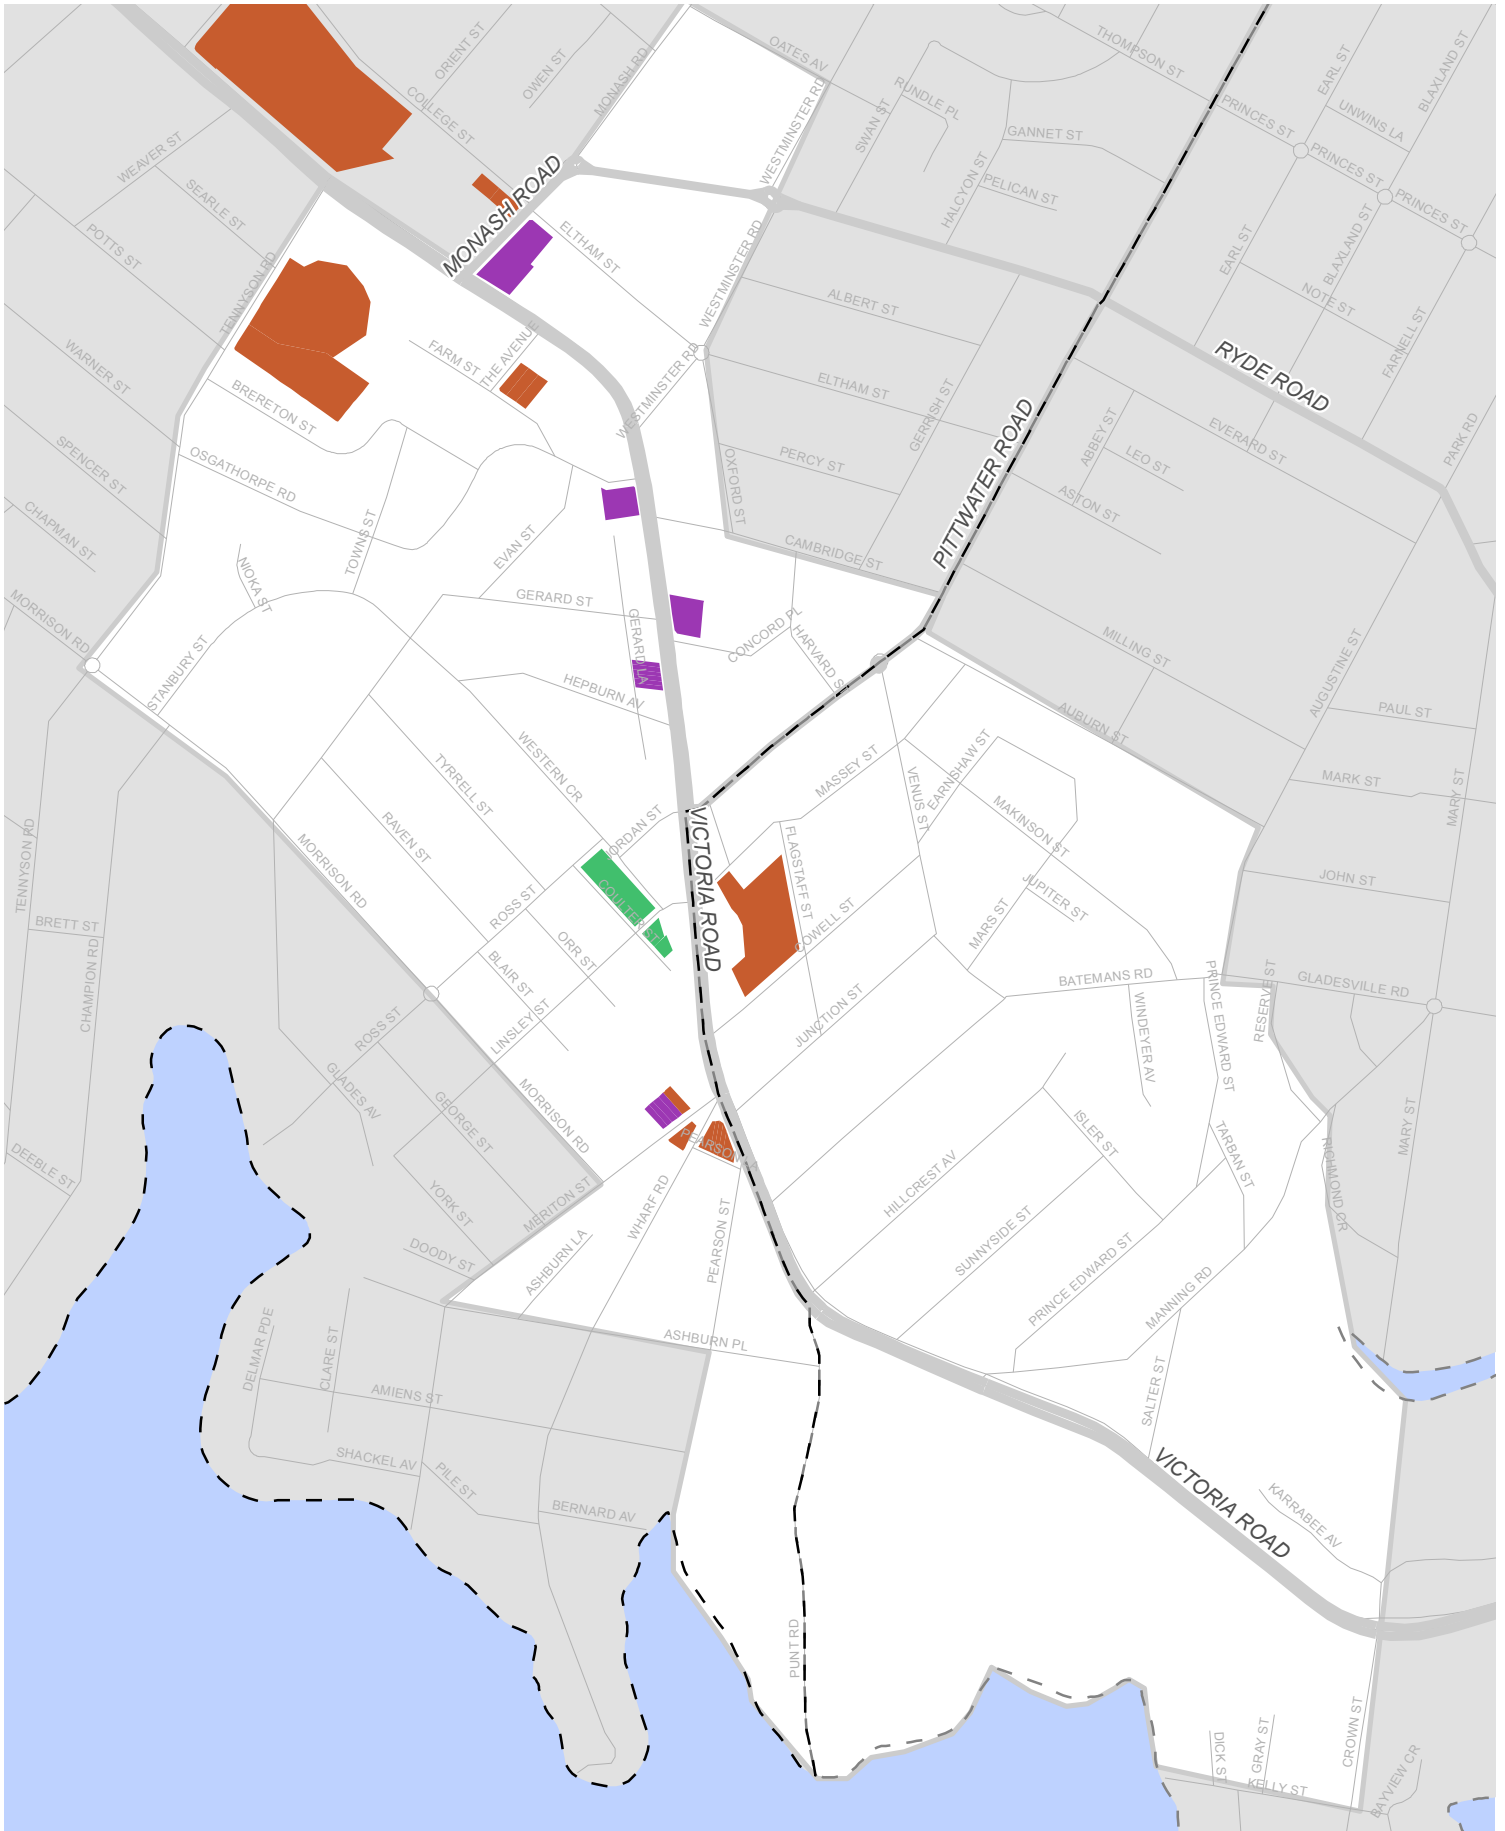 ORIENT ST
OATES AV
THOMPSON ST
OWEN ST
MONASH RD
EARL ST
BLAXLAND ST
COLLEGE ST
RUNDLE PL
WESTMINSTER RD
SWAN ST
PRINCES ST
UNWINS LA
GANNET ST
WEAVER ST
PRINCES ST
MONASH ROAD
HALCYON ST
PELICAN ST
SEARLE ST
PRINCES ST
POTTS ST
ELTHAM ST
EARL ST
BLAXLAND ST
TENNYSON RD
WESTMINSTER RD
ALBERT ST
NOTE ST
FARNELL ST
WARNER ST
FARM ST
THE AVENUE
RYDE ROAD
WESTMINSTER RD
ELTHAM ST
BRERETON ST
GERRISH ST
PITTWATER ROAD
ABBEY ST
EVERARD ST
PARK RD
SPENCER ST
OSGATHORPE RD
OXFORD ST
PERCY ST
LEO ST
ASTON ST
CHAPMAN ST
TOWNS ST
EVAN ST
CAMBRIDGE ST
NIOKA ST
GERARD ST
MORRISON RD
GERARD LA
CONCORD PL
HARVARD ST
MILLING ST
STANBURY ST
HEPBURN AV
AUGUSTINE ST
AUBURN ST
PAUL ST
WESTERN CR
TYRRELL ST
MASSEY ST
VENUS ST
EARNSHAW ST
MARK ST
MARY ST
RAVEN ST
JORDAN ST
VICTORIA ROAD
MAKINSON ST
TENNYSON RD
MORRISON RD
FLAGSTAFF ST
JOHN ST
BRETT ST
ROSS ST
COULTER ST
COWELL ST
JUPITER ST
MARS ST
CHAMPION RD
ORR ST
BLAIR ST
BATEMANS RD
GLADESVILLE RD
LINSLEY ST
JUNCTION ST
WINDEYER AV
PRINCE EDWARD ST
RESERVE ST
ROSS ST
GLADES AV
MORRISON RD
GEORGE ST
ISLER ST
MARY ST
DEEBLE ST
PEARSON LA
TARBAN ST
RICHMOND CR
YORK ST
MERITON ST
WHARF RD
HILLCREST AV
DOODY ST
ASHBURN LA
PEARSON ST
SUNNYSIDE ST
PRINCE EDWARD ST
MANNING RD
DELMAR PDE
CLARE ST
ASHBURN PL
AMIENS ST
SALTER ST
SHACKEL AV
PILE ST
BERNARD AV
VICTORIA ROAD
KARRABEE AV
PUNT RD
DICK ST
GRAY ST
CROWN ST
KELLY ST
BAYVIEW CR